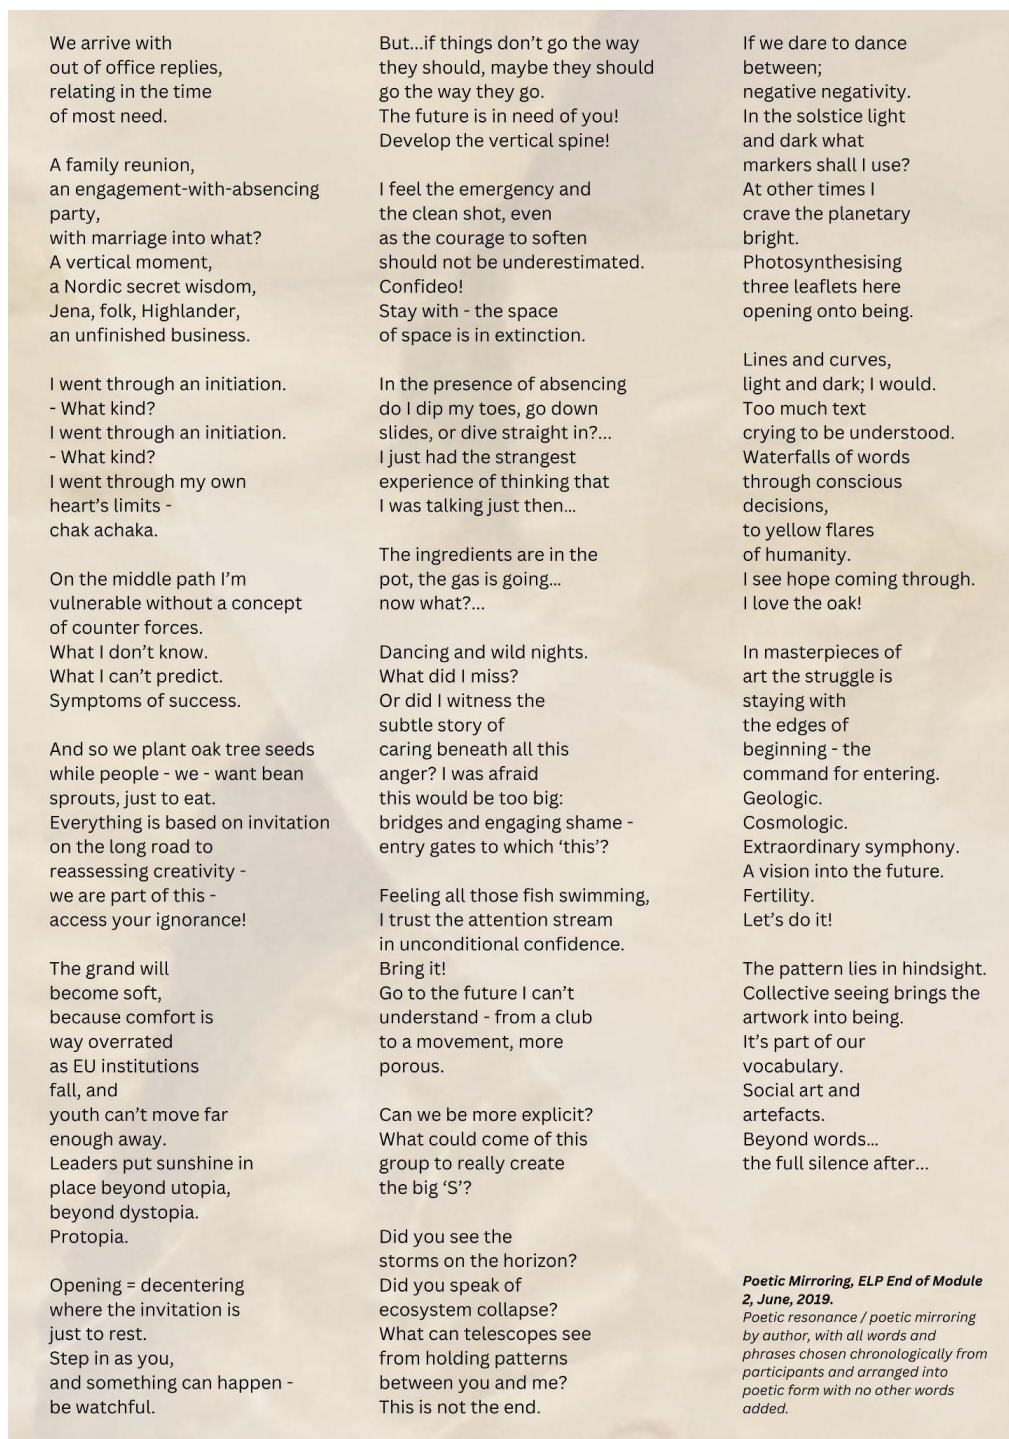 We arrive with
out of office replies,
relating in the time
of most need.
A family reunion,
an engagement-with-absencing
party,
with marriage into what?
A vertical moment,
a Nordic secret wisdom,
Jena, folk, Highlander,
an unfinished business.
I went through an initiation.
- What kind?
I went through an initiation.
- What kind?
I went through my own
heart's limits -
chak achaka.
On the middle path I'm
vulnerable without a concept
of counter forces.
What I don't know.
What I can't predict.
Symptoms of success.
And so we plant oak tree seeds
while people - we - want bean
sprouts, just to eat.
Everything is based on invitation
on the long road to
reassessing creativity -
we are part of this -
access your ignorance!
The grand will
become soft,
because comfort is
way overrated
as EU institutions
fall, and
youth can't move far
enough away.
Leaders put sunshine in
place beyond utopia,
beyond dystopia.
Protopia.
Opening = decentering
where the invitation is
just to rest.
Step in as you,
and something can happen -
be watchful.
But...if things don't go the way
they should, maybe they should
go the way they go.
The future is in need of you!
Develop the vertical spine!
I feel the emergency and
the clean shot, even
as the courage to soften
should not be underestimated.
Confideo!
Stay with - the space
of space is in extinction.
In the presence of absencing
do I dip my toes, go down
slides, or dive straight in?...
I just had the strangest
experience of thinking that
I was talking just then...
The ingredients are in the
pot, the gas is going...
now what?...
Dancing and wild nights.
What did I miss?
Or did I witness the
subtle story of
caring beneath all this
anger? I was afraid
this would be too big:
bridges and engaging shame -
entry gates to which 'this'?
Feeling all those fish swimming,
I trust the attention stream
in unconditional confidence.
Bring it!
Go to the future I can't
understand - from a club
to a movement, more
porous.
Can we be more explicit?
What could come of this
group to really create
the big 'S'?
Did you see the
storms on the horizon?
Did you speak of
ecosystem collapse?
What can telescopes see
from holding patterns
between you and me?
This is not the end.
If we dare to dance
between;
negative negativity.
In the solstice light
and dark what
markers shall I use?
At other times I
crave the planetary
bright.
Photosynthesising
three leaflets here
opening onto being.
Lines and curves,
light and dark; I would.
Too much text
crying to be understood.
Waterfalls of words
through conscious
decisions,
to yellow flares
of humanity.
I see hope coming through.
I love the oak!
In masterpieces of
art the struggle is
staying with
the edges of
beginning - the
command for entering.
Geologic.
Cosmologic.
Extraordinary symphony.
A vision into the future.
Fertility.
Let's do it!
The pattern lies in hindsight.
Collective seeing brings the
artwork into being.
It's part of our
vocabulary.
Social art and
artefacts.
Beyond words...
the full silence after...
Poetic Mirroring, ELP End of Module
2, June, 2019.
Poetic resonance / poetic mirroring
by author, with all words and
phrases chosen chronologically from
participants and arranged into
poetic form with no other words
added.